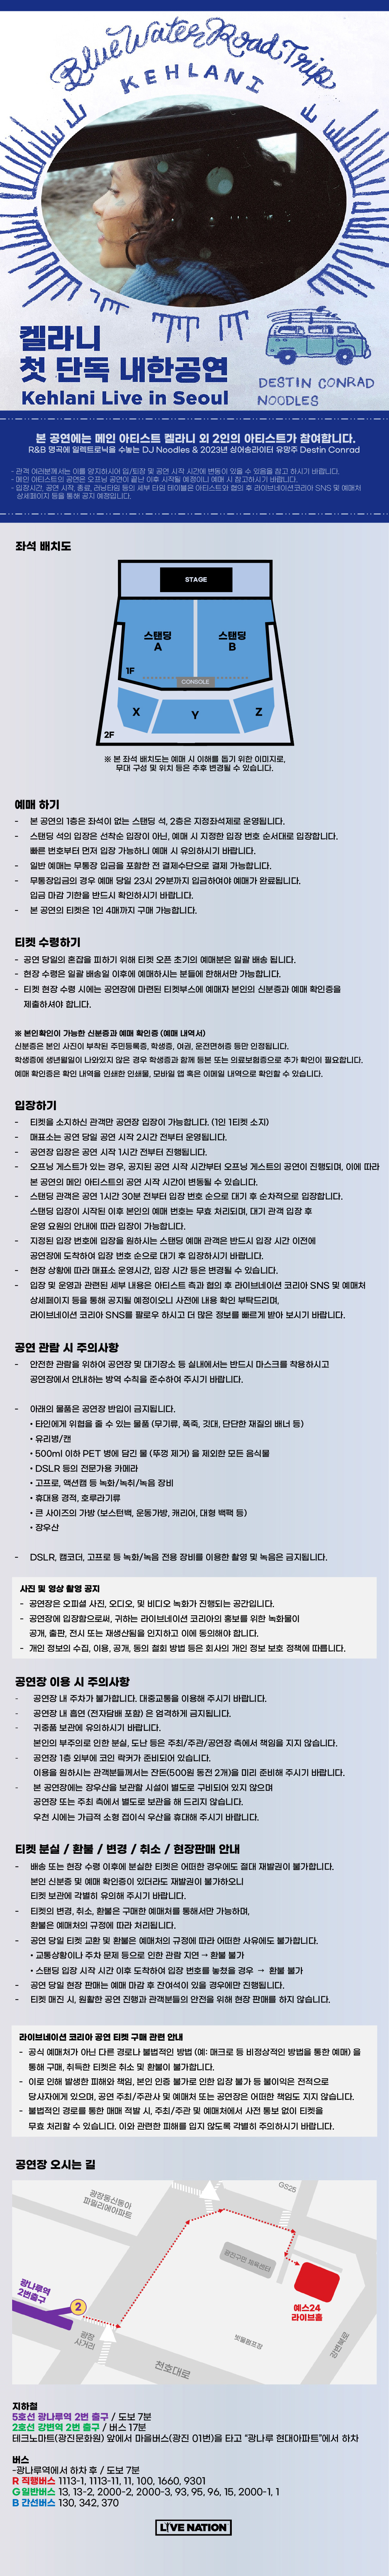 Blue Water Road Trip
KEHLANI
켈라니
첫 단독 내한공연
Kehlani Live in Seoul
DESTIN CONRAD
NOODLES
본 공연에는 메인 아티스트 켈라니 외 2인의 아티스트가 참여합니다.
R&B 명곡에 일렉트로닉을 수놓는 DJ Noodles & 2023년 싱어송라이터 유망주 Destin Conrad
- 관객 여러분께서는 이를 양지하시어 입/퇴장 및 공연 시작 시간에 변동이 있을 수 있음을 참고 하시기 바랍니다.
- 메인 아티스트의 공연은 오프닝 공연이 끝난 이후 시작될 예정이니 예매 시 참고하시기 바랍니다.
- 입장시간, 공연 시작, 종료, 러닝타임 등의 세부 타임 테이블은 아티스트와 협의 후 라이브네이션코리아 SNS 및 예매처
상세페이지 등을 통해 공지 예정입니다.
좌석 배치도
STAGE
스탠딩
A
스탠딩
B
1F
CONSOLE
X
Y
Z
2F
※ 본 좌석 배치도는 예매 시 이해를 돕기 위한 이미지로,
무대 구성 및 위치 등은 추후 변경될 수 있습니다.
예매 하기
- 본 공연의 1층은 좌석이 없는 스탠딩 석, 2층은 지정좌석제로 운영됩니다.
- 스탠딩 석의 입장은 선착순 입장이 아닌, 예매 시 지정한 입장 번호 순서대로 입장합니다.
빠른 번호부터 먼저 입장 가능하니 예매 시 유의하시기 바랍니다.
- 일반 예매는 무통장 입금을 포함한 전 결제수단으로 결제 가능합니다.
- 무통장입금의 경우 예매 당일 23시 29분까지 입금하여야 예매가 완료됩니다.
입금 마감 기한을 반드시 확인하시기 바랍니다.
- 본 공연의 티켓은 1인 4매까지 구매 가능합니다.
티켓 수령하기
- 공연 당일의 혼잡을 피하기 위해 티켓 오픈 초기의 예매분은 일괄 배송 됩니다.
- 현장 수령은 일괄 배송일 이후에 예매하시는 분들에 한해서만 가능합니다.
- 티켓 현장 수령 시에는 공연장에 마련된 티켓부스에 예매자 본인의 신분증과 예매 확인증을
제출하셔야 합니다.
※ 본인확인이 가능한 신분증과 예매 확인증 (예매 내역서)
신분증은 본인 사진이 부착된 주민등록증, 학생증, 여권, 운전면허증 등만 인정됩니다.
학생증에 생년월일이 나와있지 않은 경우 학생증과 함께 등본 또는 의료보험증으로 추가 확인이 필요합니다.
예매 확인증은 확인 내역을 인쇄한 인쇄물, 모바일 앱 혹은 이메일 내역으로 확인할 수 있습니다.
입장하기
- 티켓을 소지하신 관객만 공연장 입장이 가능합니다. (1인 1티켓 소지)
- 매표소는 공연 당일 공연 시작 2시간 전부터 운영됩니다.
- 공연장 입장은 공연 시작 1시간 전부터 진행됩니다.
- 오프닝 게스트가 있는 경우, 공지된 공연 시작 시간부터 오프닝 게스트의 공연이 진행되며, 이에 따라
본 공연의 메인 아티스트의 공연 시작 시간이 변동될 수 있습니다.
- 스탠딩 관객은 공연 1시간 30분 전부터 입장 번호 순으로 대기 후 순차적으로 입장합니다.
스탠딩 입장이 시작된 이후 본인의 예매 번호는 무효 처리되며, 대기 관객 입장 후
운영 요원의 안내에 따라 입장이 가능합니다.
- 지정된 입장 번호에 입장을 원하시는 스탠딩 예매 관객은 반드시 입장 시간 이전에
공연장에 도착하여 입장 번호 순으로 대기 후 입장하시기 바랍니다.
- 현장 상황에 따라 매표소 운영시간, 입장 시간 등은 변경될 수 있습니다.
- 입장 및 운영과 관련된 세부 내용은 아티스트 측과 협의 후 라이브네이션 코리아 SNS 및 예매처
상세페이지 등을 통해 공지될 예정이오니 사전에 내용 확인 부탁드리며,
라이브네이션 코리아 SNS를 팔로우 하시고 더 많은 정보를 빠르게 받아 보시기 바랍니다.
공연 관람 시 주의사항
- 안전한 관람을 위하여 공연장 및 대기장소 등 실내에서는 반드시 마스크를 착용하시고
공연장에서 안내하는 방역 수칙을 준수하여 주시기 바랍니다.
- 아래의 물품은 공연장 반입이 금지됩니다.
• 타인에게 위협을 줄 수 있는 물품 (무기류, 폭죽, 깃대, 단단한 재질의 배너 등)
• 유리병/캔
• 500ml 이하 PET 병에 담긴 물 (뚜껑 제거) 을 제외한 모든 음식물
• DSLR 등의 전문가용 카메라
• 고프로, 액션캠 등 녹화/녹취/녹음 장비
• 휴대용 경적, 호루라기류
• 큰 사이즈의 가방 (보스턴백, 운동가방, 캐리어, 대형 백팩 등)
• 장우산
- DSLR, 캠코더, 고프로 등 녹화/녹음 전용 장비를 이용한 촬영 및 녹음은 금지됩니다.
사진 및 영상 촬영 공지
- 공연장은 오피셜 사진, 오디오, 및 비디오 녹화가 진행되는 공간입니다.
- 공연장에 입장함으로써, 귀하는 라이브네이션 코리아의 홍보를 위한 녹화물이
공개, 출판, 전시 또는 재생산됨을 인지하고 이에 동의해야 합니다.
- 개인 정보의 수집, 이용, 공개, 동의 철회 방법 등은 회사의 개인 정보 보호 정책에 따릅니다.
공연장 이용 시 주의사항
- 공연장 내 주차가 불가합니다. 대중교통을 이용해 주시기 바랍니다.
- 공연장 내 흡연 (전자담배 포함) 은 엄격하게 금지됩니다.
- 귀중품 보관에 유의하시기 바랍니다.
본인의 부주의로 인한 분실, 도난 등은 주최/주관/공연장 측에서 책임을 지지 않습니다.
- 공연장 1층 외부에 코인 락커가 준비되어 있습니다.
이용을 원하시는 관객분들께서는 잔돈(500원 동전 2개)을 미리 준비해 주시기 바랍니다.
- 본 공연장에는 장우산을 보관할 시설이 별도로 구비되어 있지 않으며
공연장 또는 주최 측에서 별도로 보관을 해 드리지 않습니다.
우천 시에는 가급적 소형 접이식 우산을 휴대해 주시기 바랍니다.
티켓 분실 / 환불 / 변경 / 취소 / 현장판매 안내
- 배송 또는 현장 수령 이후에 분실한 티켓은 어떠한 경우에도 절대 재발권이 불가합니다.
본인 신분증 및 예매 확인증이 있더라도 재발권이 불가하오니
티켓 보관에 각별히 유의해 주시기 바랍니다.
- 티켓의 변경, 취소, 환불은 구매한 예매처를 통해서만 가능하며,
환불은 예매처의 규정에 따라 처리됩니다.
- 공연 당일 티켓 교환 및 환불은 예매처의 규정에 따라 어떠한 사유에도 불가합니다.
• 교통상황이나 주차 문제 등으로 인한 관람 지연 → 환불 불가
• 스탠딩 입장 시작 시간 이후 도착하여 입장 번호를 놓쳤을 경우 → 환불 불가
- 공연 당일 현장 판매는 예매 마감 후 잔여석이 있을 경우에만 진행됩니다.
- 티켓 매진 시, 원활한 공연 진행과 관객분들의 안전을 위해 현장 판매를 하지 않습니다.
라이브네이션 코리아 공연 티켓 구매 관련 안내
- 공식 예매처가 아닌 다른 경로나 불법적인 방법 (예: 매크로 등 비정상적인 방법을 통한 예매) 을
통해 구매, 취득한 티켓은 취소 및 환불이 불가합니다.
- 이로 인해 발생한 피해와 책임, 본인 인증 불가로 인한 입장 불가 등 불이익은 전적으로
당사자에게 있으며, 공연 주최/주관사 및 예매처 또는 공연장은 어떠한 책임도 지지 않습니다.
- 불법적인 경로를 통한 매매 적발 시, 주최/주관 및 예매처에서 사전 통보 없이 티켓을
무효 처리할 수 있습니다. 이와 관련한 피해를 입지 않도록 각별히 주의하시기 바랍니다.
공연장 오시는 길
광장동신동아
파밀리에아파트
GS25
광진구민 체육센터
광나루역
2번출구
2
예스24
라이브홀
광장
사거리
빗물펌프장
강변북로
천호대로
지하철
5호선 광나루역 2번 출구 / 도보 7분
2호선 강변역 2번 출구 / 버스 17분
테크노마트(광진문화원) 앞에서 마을버스(광진 01번)을 타고 "광나루 현대아파트"에서 하차
버스
-광나루역에서 하차 후 / 도보 7분
R 직행버스 1113-1, 1113-11, 11, 100, 1660, 9301
G 일반버스 13, 13-2, 2000-2, 2000-3, 93, 95, 96, 15, 2000-1, 1
B 간선버스 130, 342, 370
LIVE NATION